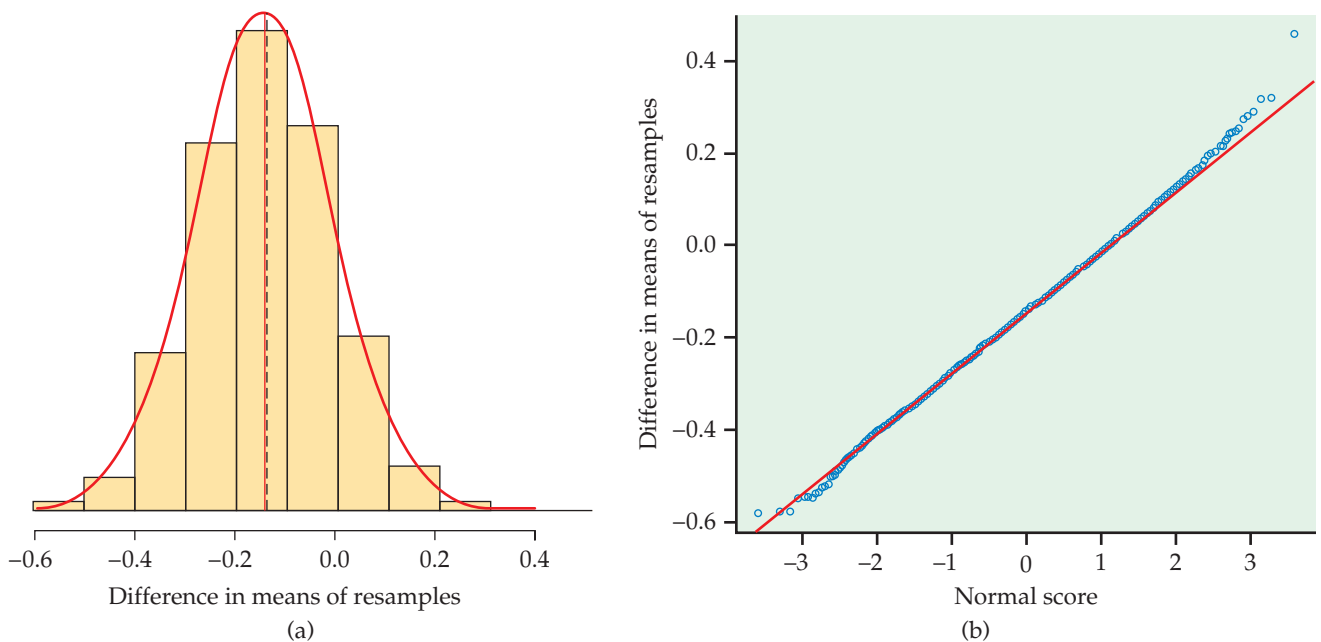 −0.6 −0.4 −0.2 0.0 0.2 0.4
Difference in means of resamples
(a)
Difference in means of resamples
0.4
0.2
0.0
−0.2
−0.4
−0.6
−3 −2 −1 0 1 2 3
Normal score
(b)